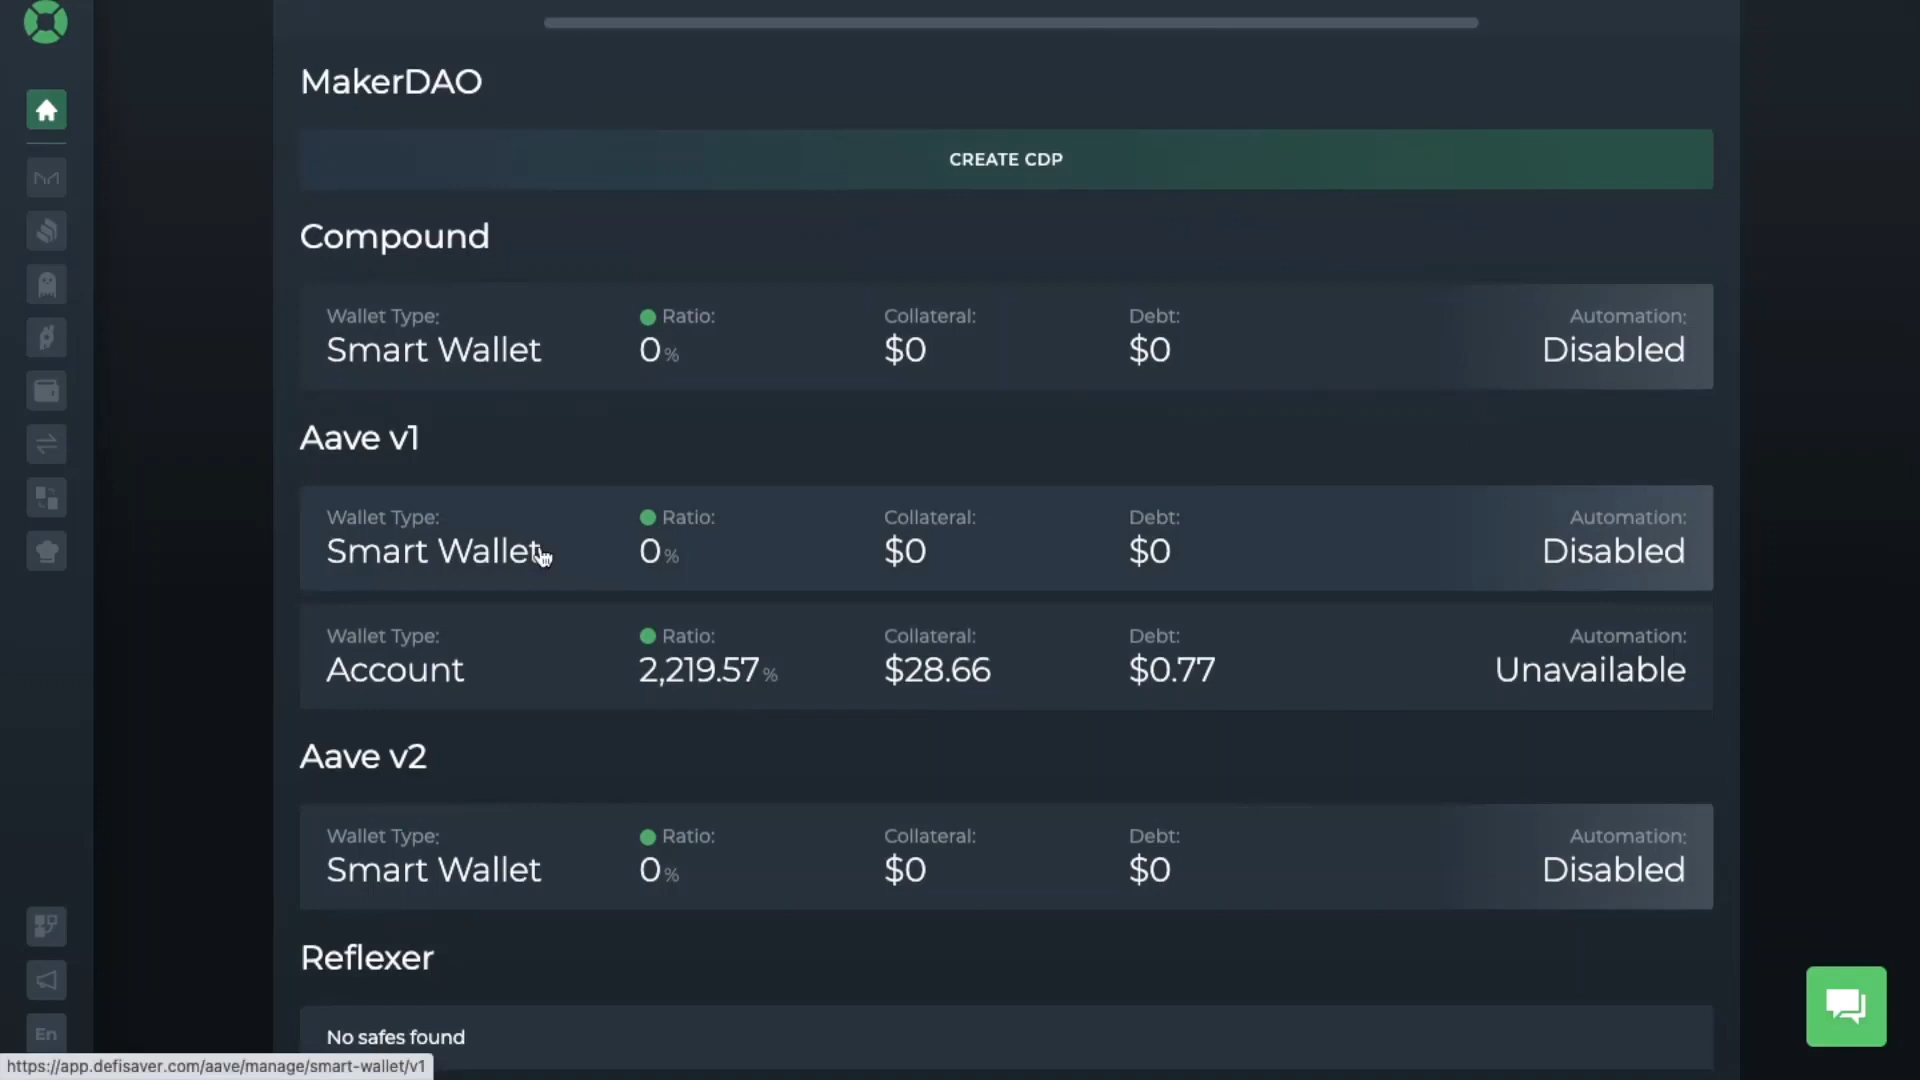 MakerDAO
CREATE CDP
Compound
Wallet Type: Ratio: Collateral: Debt: Automation:
Smart Wallet 0% $0 $0 Disabled
Aave v1
Wallet Type: Ratio: Collateral: Debt: Automation:
Smart Wallet 0% $0 $0 Disabled
Wallet Type: Ratio: Collateral: Debt: Automation:
Account 2,219.57% $28.66 $0.77 Unavailable
Aave v2
Wallet Type: Ratio: Collateral: Debt: Automation:
Smart Wallet 0% $0 $0 Disabled
Reflexer
No safes found
En
https://app.defisaver.com/aave/manage/smart-wallet/v1